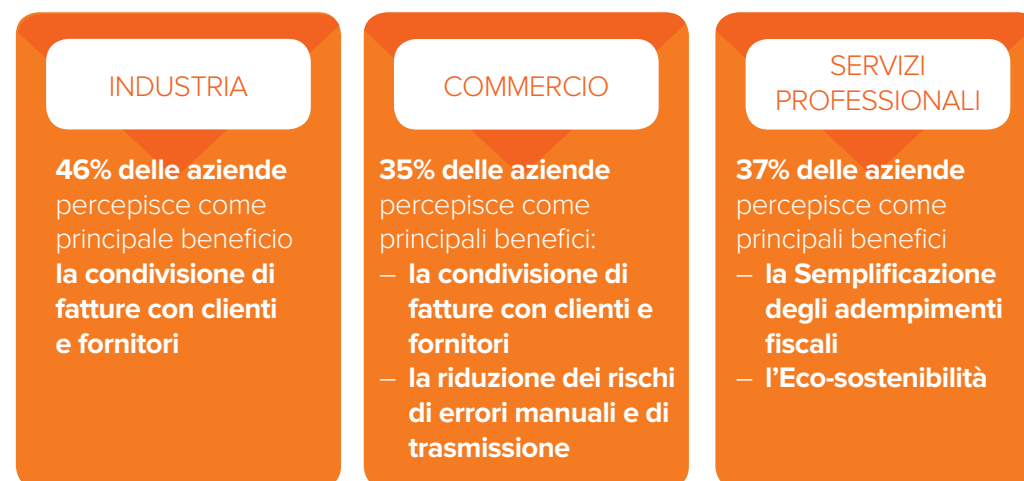 INDUSTRIA
46% delle aziende
percepisce come
principale beneficio
la condivisione di
fatture con clienti
e fornitori
COMMERCIO
35% delle aziende
percepisce come
principali benefici:
– la condivisione di
fatture con clienti e
fornitori
– la riduzione dei rischi
di errori manuali e di
trasmissione
SERVIZI
PROFESSIONALI
37% delle aziende
percepisce come
principali benefici
– la Semplificazione
degli adempimenti
fiscali
– l’Eco-sostenibilità